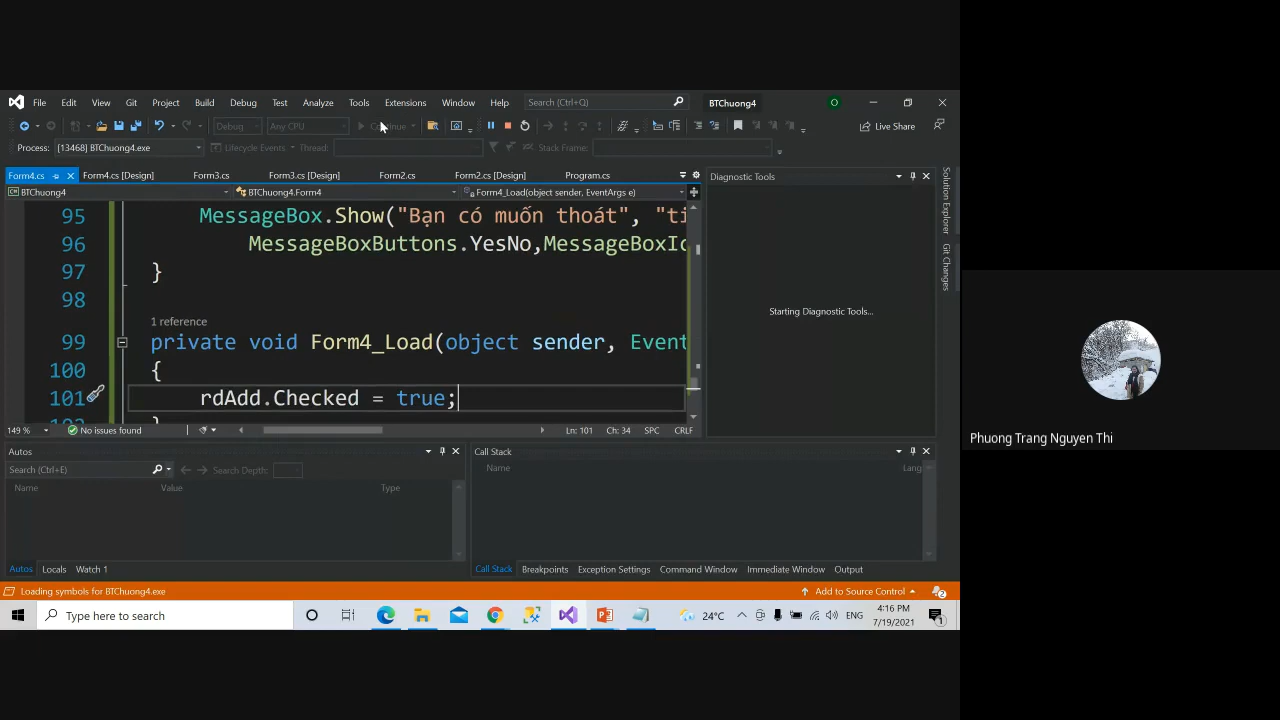 File Edit View Git Project Build Debug Test Analyze Tools Extensions Window Help Search (Ctrl+Q) BTChuong4 O
Debug Any CPU Continue Live Share
Process: [13468] BTChuong4.exe Lifecycle Events Thread: Stack Frame:
Form4.cs Form4.cs [Design] Form3.cs Form3.cs [Design] Form2.cs Form2.cs [Design] Program.cs
BTChuong4 BTChuong4.Form4 Form4_Load(object sender, EventArgs e)
95 MessageBox.Show("Bạn có muốn thoát", "ti
96 MessageBoxButtons.YesNo,MessageBoxIc
97 }
98
1 reference
99 private void Form4_Load(object sender, Event
100 {
101 rdAdd.Checked = true;
149 % No issues found Ln: 101 Ch: 34 SPC CRLF
Diagnostic Tools
Starting Diagnostic Tools...
Solution Explorer
Git Changes
Autos
Search (Ctrl+E) Search Depth:
Name Value Type
Autos Locals Watch 1
Call Stack
Name Lang
Call Stack Breakpoints Exception Settings Command Window Immediate Window Output
Loading symbols for BTChuong4.exe Add to Source Control 2
Type here to search 24°C ENG 4:16 PM
7/19/2021 1
Phuong Trang Nguyen Thi